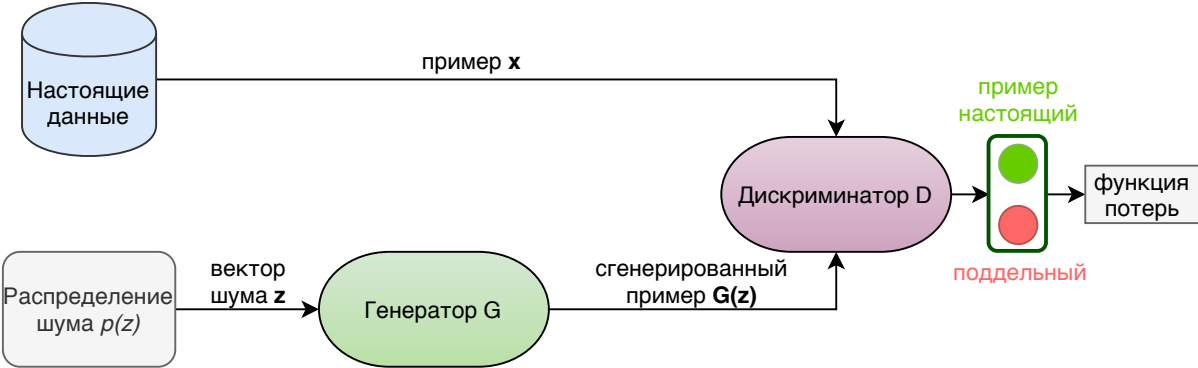 Настоящие
данные
пример x
Дискриминатор D
пример
настоящий
поддельный
функция
потерь
Распределение
шума p(z)
вектор
шума z
Генератор G
сгенерированный
пример G(z)